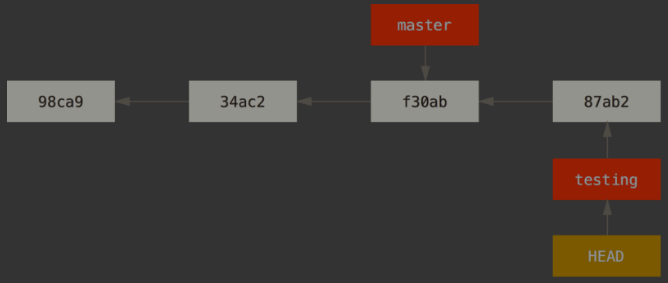 master
98ca9
34ac2
f30ab
87ab2
testing
HEAD